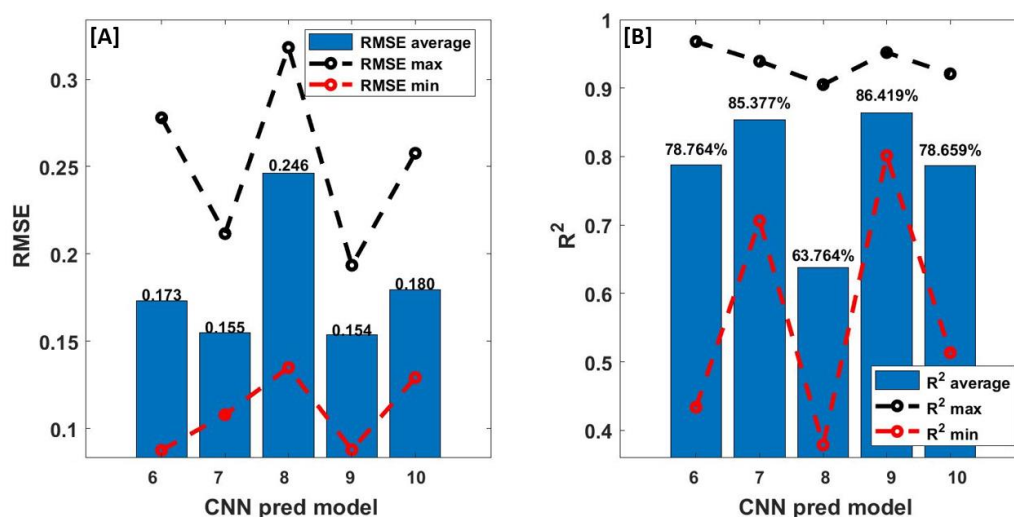 [A]
RMSE average
RMSE max
RMSE min
0.3
0.25
0.2
0.15
0.1
RMSE
0.173
0.155
0.246
0.154
0.180
6 7 8 9 10
CNN pred model
[B]
1
0.9
0.8
0.7
0.6
0.5
0.4
R²
78.764%
85.377%
63.764%
86.419%
78.659%
R² average
R² max
R² min
6 7 8 9 10
CNN pred model